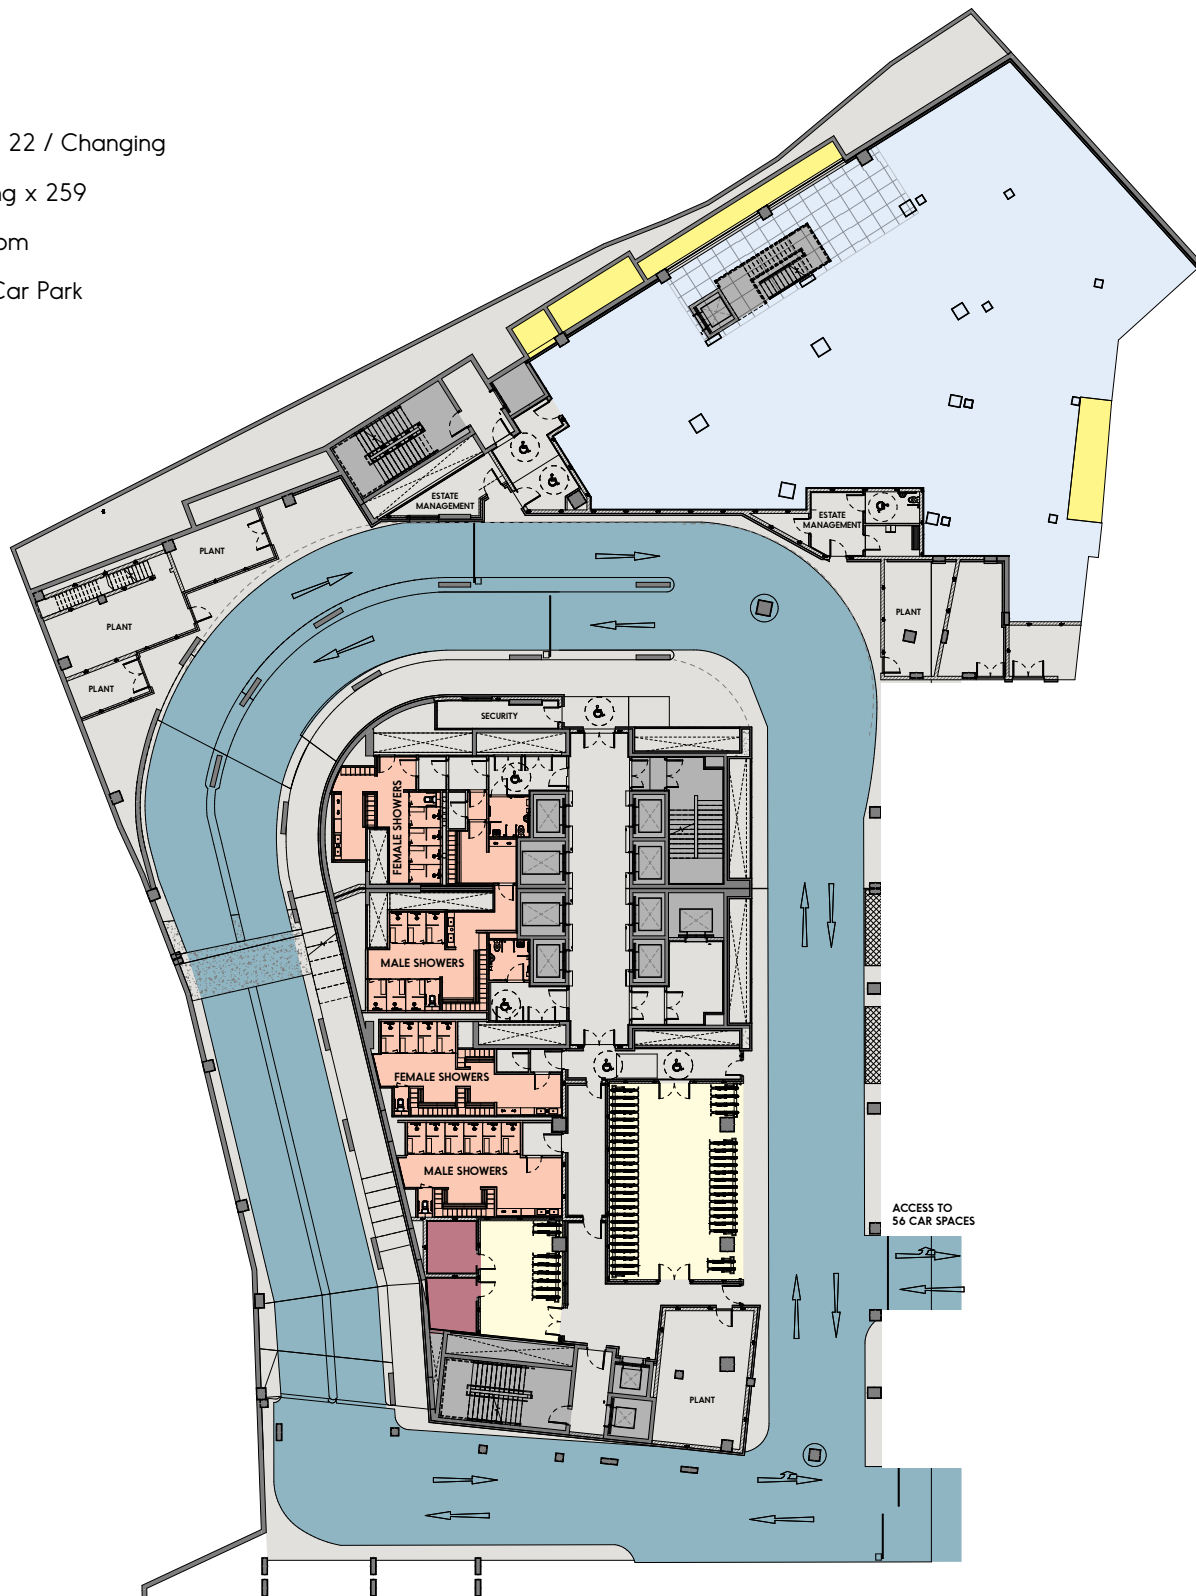 22 / Changing
g x 259
om
Car Park
ESTATE
MANAGEMENT
ESTATE
MANAGEMENT
PLANT
PLANT
PLANT
PLANT
SECURITY
FEMALE SHOWERS
MALE SHOWERS
FEMALE SHOWERS
MALE SHOWERS
ACCESS TO
56 CAR SPACES
PLANT